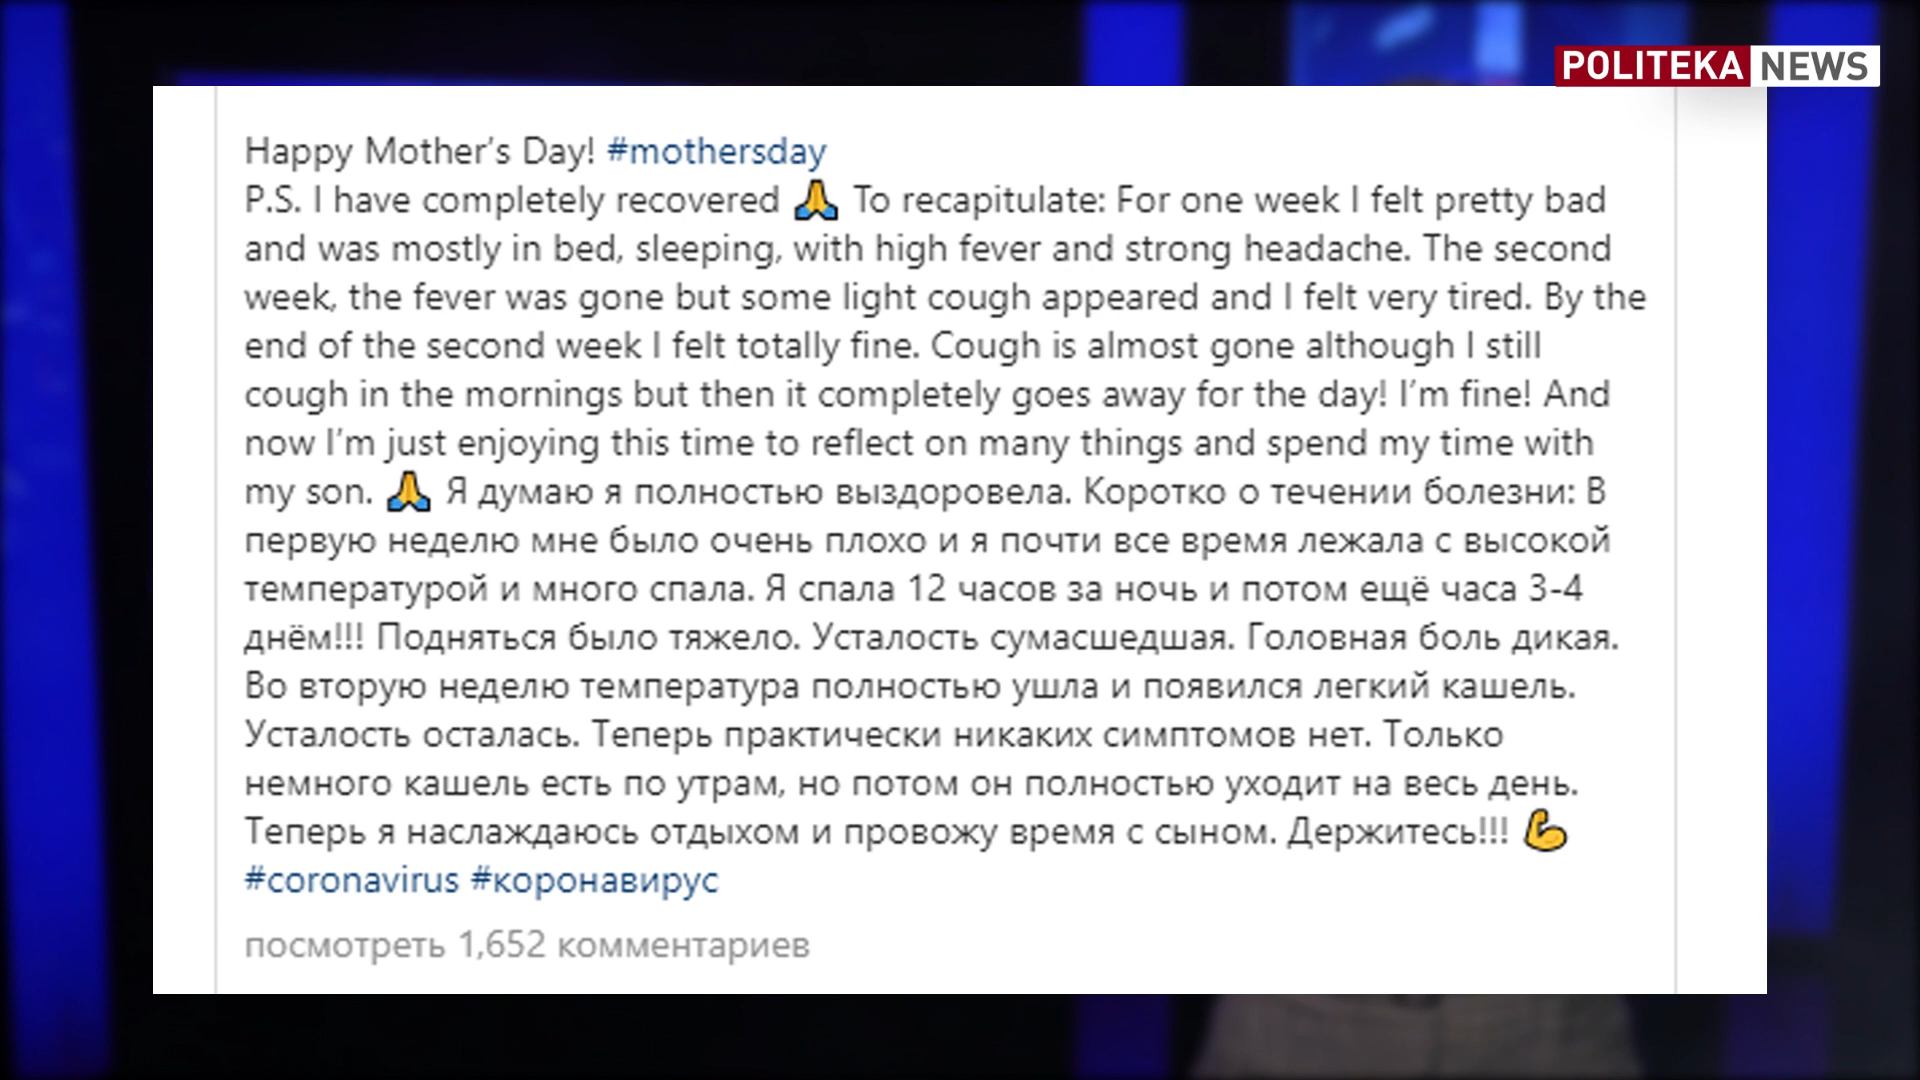 POLITEKA NEWS
Happy Mother’s Day! #mothersday
P.S. I have completely recovered 🙏 To recapitulate: For one week I felt pretty bad
and was mostly in bed, sleeping, with high fever and strong headache. The second
week, the fever was gone but some light cough appeared and I felt very tired. By the
end of the second week I felt totally fine. Cough is almost gone although I still
cough in the mornings but then it completely goes away for the day! I’m fine! And
now I’m just enjoying this time to reflect on many things and spend my time with
my son. 🙏 Я думаю я полностью выздоровела. Коротко о течении болезни: В
первую неделю мне было очень плохо и я почти все время лежала с высокой
температурой и много спала. Я спала 12 часов за ночь и потом ещё часа 3-4
днём!!! Подняться было тяжело. Усталость сумасшедшая. Головная боль дикая.
Во вторую неделю температура полностью ушла и появился легкий кашель.
Усталость осталась. Теперь практически никаких симптомов нет. Только
немного кашель есть по утрам, но потом он полностью уходит на весь день.
Теперь я наслаждаюсь отдыхом и провожу время с сыном. Держитесь!!! 💪
#coronavirus #коронавирус
посмотреть 1,652 комментариев